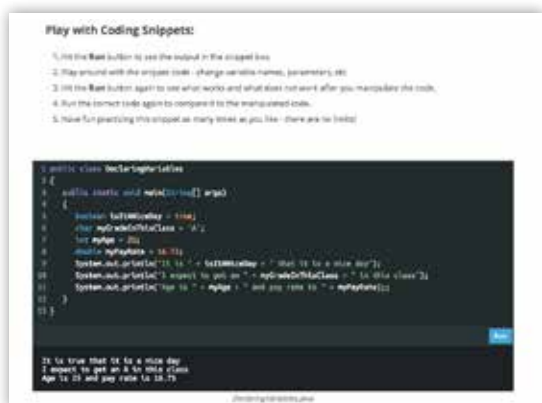 Play with Coding Snippets:
1. Hit the Run button to see the output in the snippet box.
2. Play around with the snippet code - change variable names, parameters, etc.
3. Hit the Run button again to see what works and what does not work after you manipulate the code.
4. Run the correct code again to compare it to the manipulated code.
5. Have fun practicing this snippet as many times as you like - there are no limits!
1 public class DeclaringVariables
2 {
3 public static void main(String[] args)
4 {
5 boolean isItANiceDay = true;
6 char myGradeInThisClass = 'A';
7 int myAge = 25;
8 double myPayRate = 16.75;
9 System.out.println("It is " + isItANiceDay + " that it is a nice day");
10 System.out.println("I expect to get an " + myGradeInThisClass + " in this class");
11 System.out.println("Age is " + myAge + " and pay rate is " + myPayRate);
12 }
13 }
Run
It is true that it is a nice day
I expect to get an A in this class
Age is 25 and pay rate is 16.75
DeclaringVariables.java